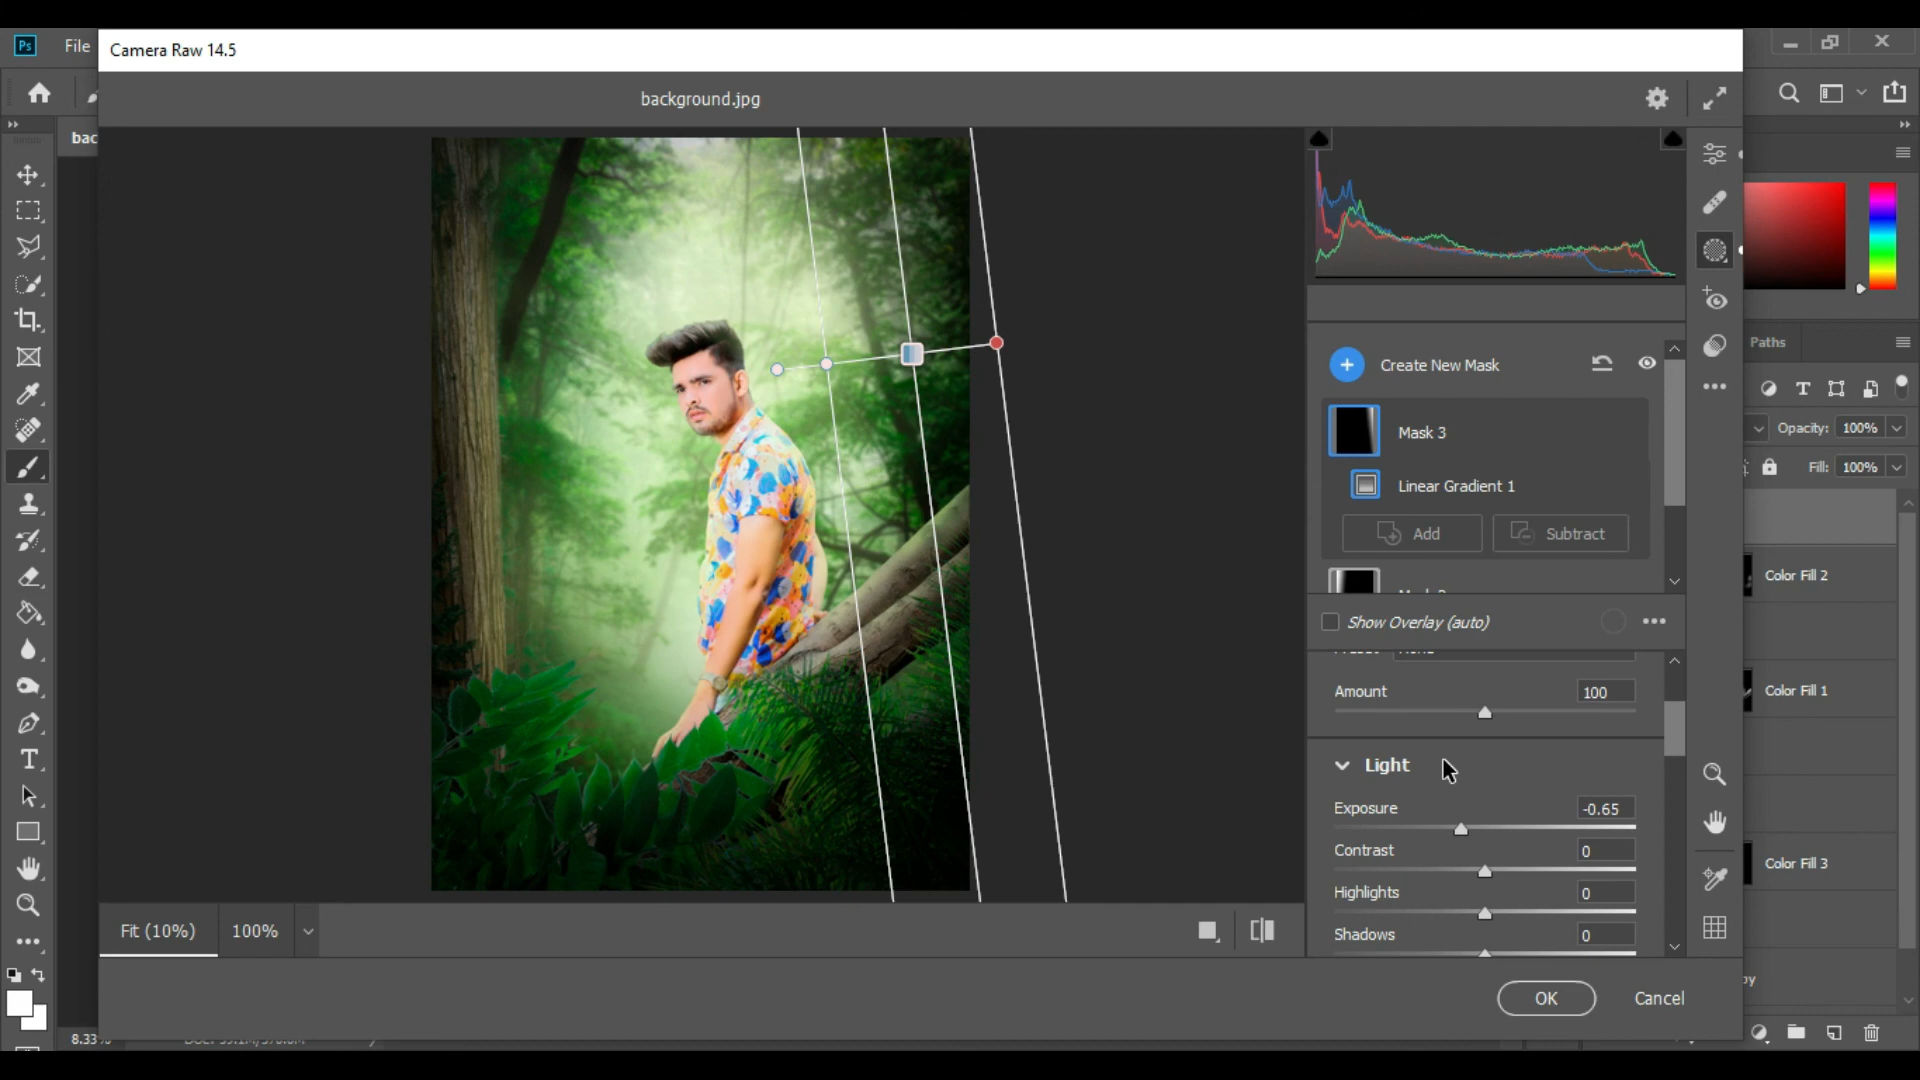 Ps
File
Camera Raw 14.5
background.jpg
bac
Create New Mask
Mask 3
Linear Gradient 1
Add
Subtract
Show Overlay (auto)
Amount
100
Light
Exposure
-0.65
Contrast
0
Highlights
0
Shadows
0
Fit (10%)
100%
OK
Cancel
Paths
Opacity:
100%
Fill:
100%
Color Fill 2
Color Fill 1
Color Fill 3
T